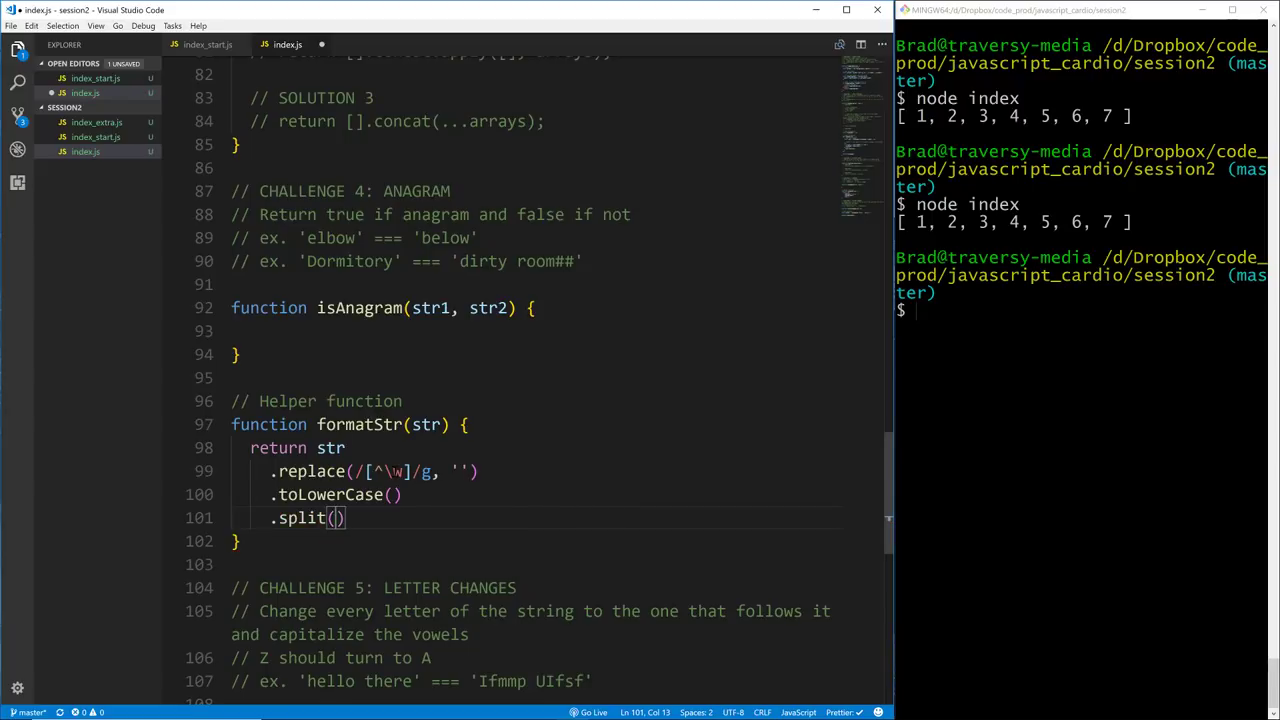 index.js - session2 - Visual Studio Code
File Edit Selection View Go Debug Tasks Help
EXPLORER
OPEN EDITORS 1 UNSAVED
index_start.js U
index.js U
SESSION2
index_extra.js U
index_start.js U
index.js U
index_start.js index.js
82
83 // SOLUTION 3
84 // return [].concat(...arrays);
85 }
86
87 CHALLENGE 4: ANAGRAM
88 Return true if anagram and false if not
89 // ex. 'elbow' === 'below'
90 // ex. 'Dormitory' === 'dirty room##'
91
92 function isAnagram(str1, str2) {
93
94 }
95
96 // Helper function
97 function formatStr(str) {
98 return str
99 .replace(/[^\w]/g, '')
100 .toLowerCase()
101 .split()
102 }
103
104 // CHALLENGE 5: LETTER CHANGES
105 // Change every letter of the string to the one that follows it
and capitalize the vowels
106 // Z should turn to A
107 // ex. 'hello there' === 'Ifmmp UIfsf'
master* 0 0 Go Live Ln 101, Col 13 Spaces: 2 UTF-8 CRLF JavaScript Prettier: ✓
MINGW64:/d/Dropbox/code_prod/javascript_cardio/session2
Brad@traversy-media /d/Dropbox/code_
prod/javascript_cardio/session2 (mas
ter)
$ node index
[ 1, 2, 3, 4, 5, 6, 7 ]
Brad@traversy-media /d/Dropbox/code_
prod/javascript_cardio/session2 (mas
ter)
$ node index
[ 1, 2, 3, 4, 5, 6, 7 ]
Brad@traversy-media /d/Dropbox/code_
prod/javascript_cardio/session2 (mas
ter)
$